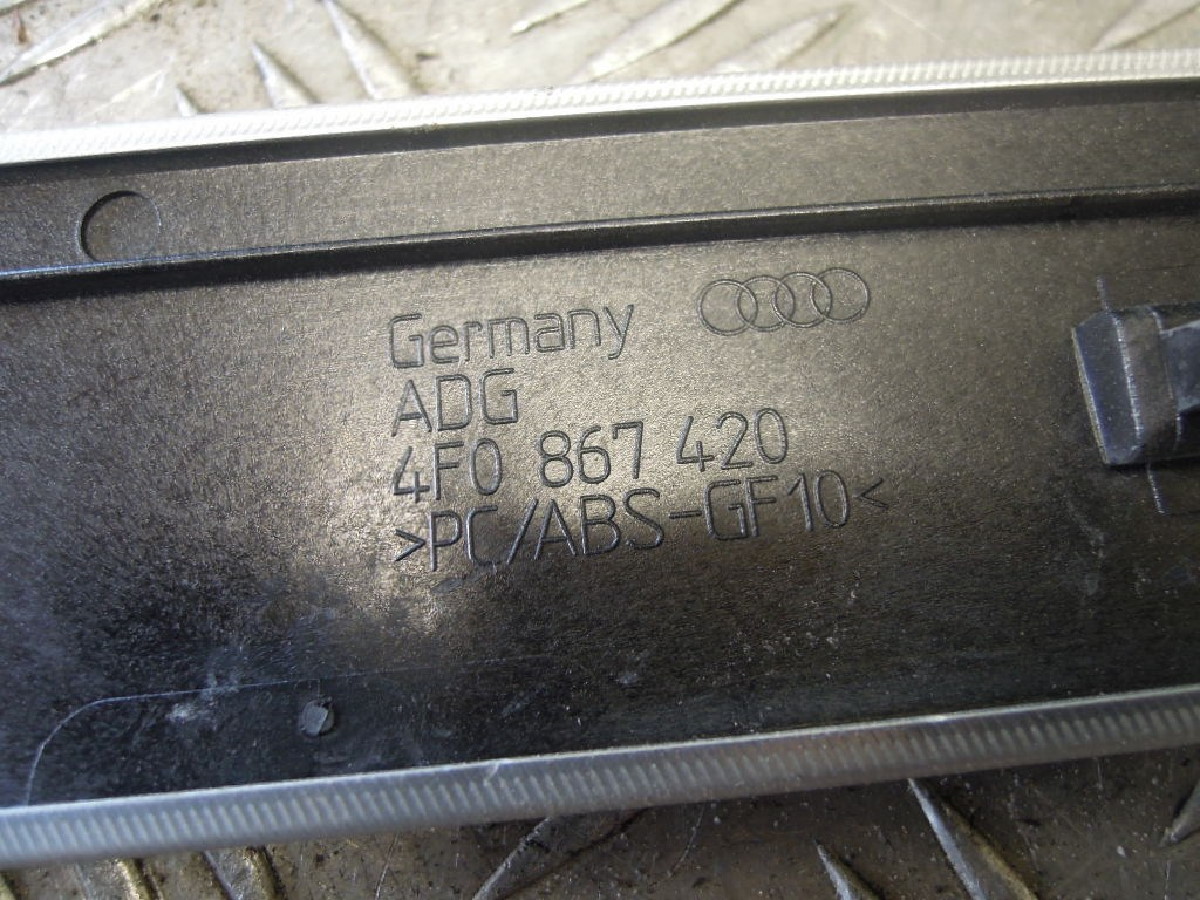 Germany
ADG
4F0 867 420
>PC/ABS-GF10<